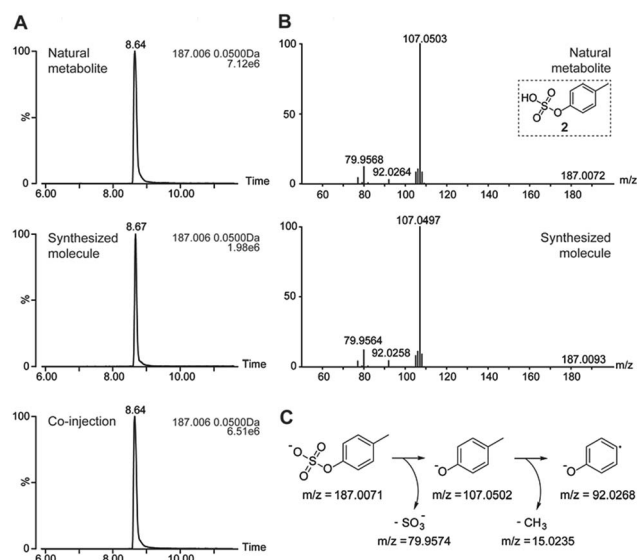 A
8.64
100
187.006 0.0500Da
7.12e6
%
0
Time
6.00 8.00 10.00
Synthesized
molecule
8.67
100
187.006 0.0500Da
1.98e6
%
0
Time
6.00 8.00 10.00
Co-injection
8.64
100
187.006 0.0500Da
6.51e6
%
0
Time
6.00 8.00 10.00
B
107.0503
100
Natural
metabolite
HO
S
O
O
O
2
50
79.9568
92.0264
187.0072
0
m/z
60 80 100 120 140 160 180
107.0497
100
Synthesized
molecule
50
79.9564
92.0258
187.0093
0
m/z
60 80 100 120 140 160 180
C
-O
S
O
O
O
-O
-O
m/z = 187.0071
m/z = 107.0502
m/z = 92.0268
- SO3-
m/z = 79.9574
- CH3
m/z = 15.0235
Natural
metabolite